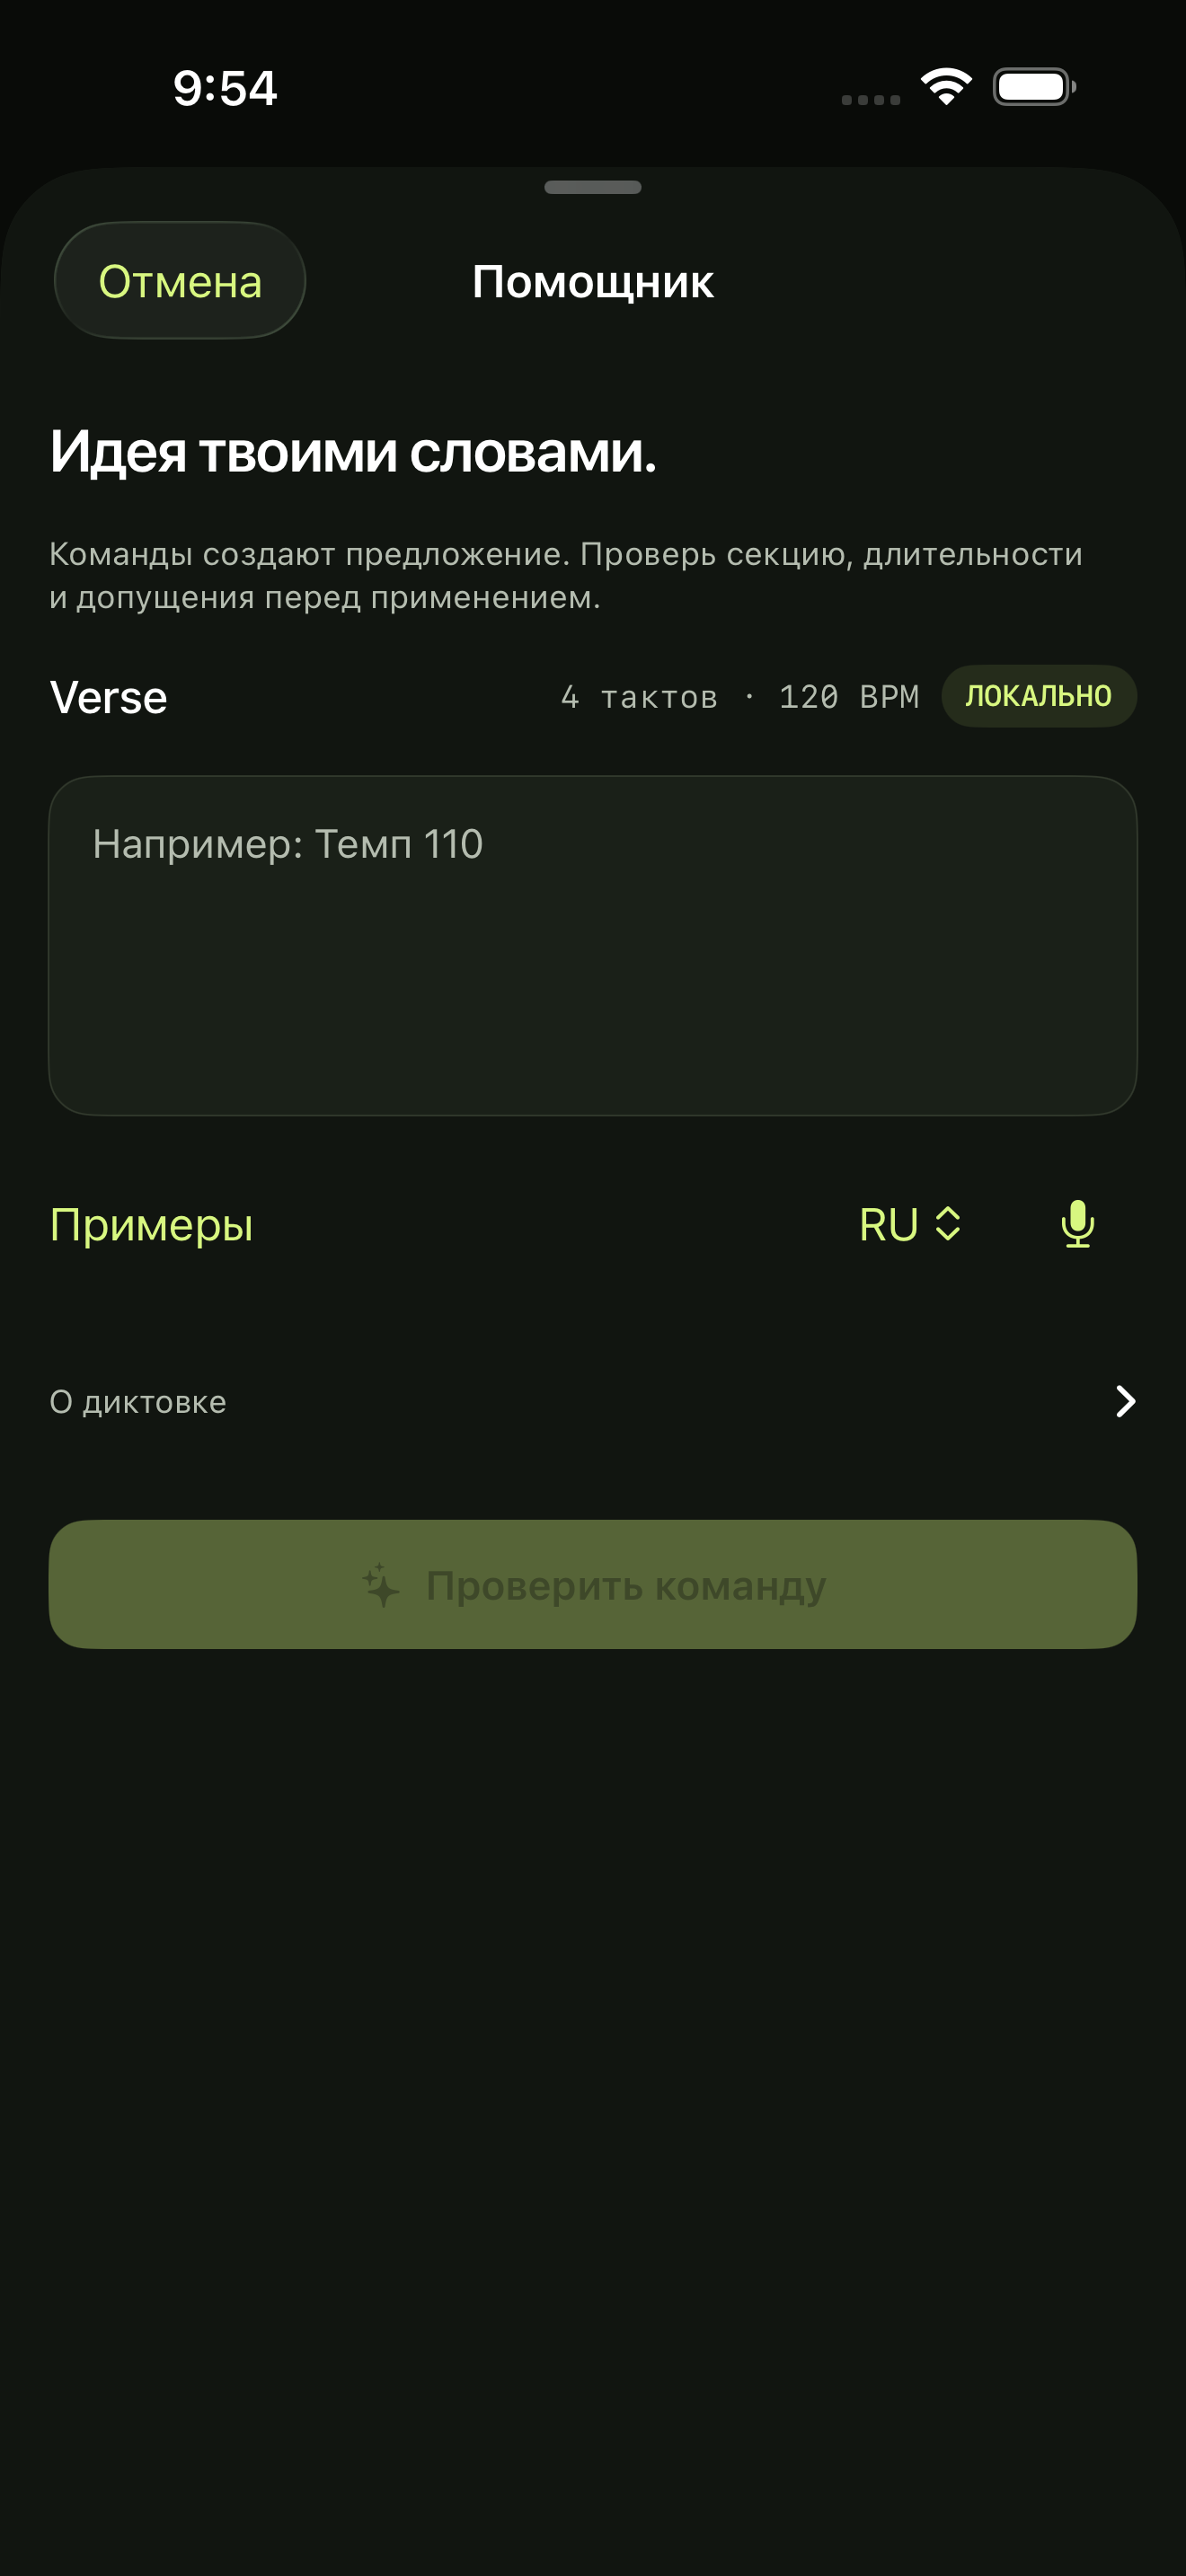 9:54
Отмена
Помощник
Идея твоими словами.
Команды создают предложение. Проверь секцию, длительности
и допущения перед применением.
Verse 4 тактов · 120 BPM ЛОКАЛЬНО
Например: Темп 110
Примеры RU
О диктовке
Проверить команду